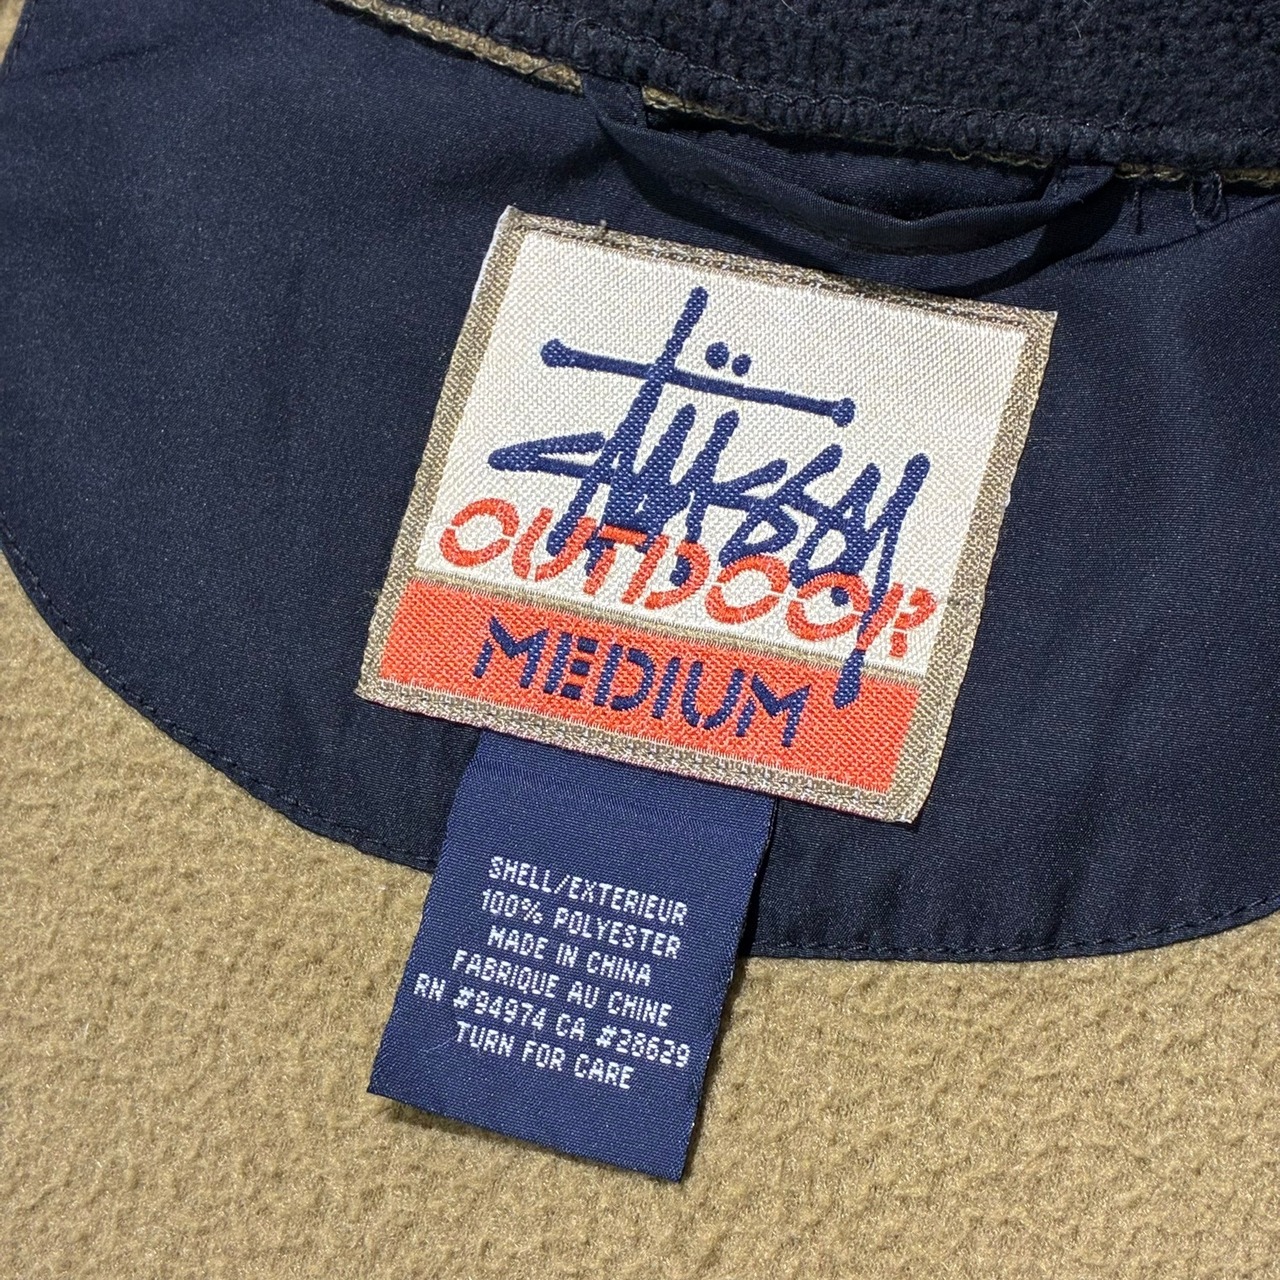 Stüssy
OUTDOOR
MEDIUM
SHELL/EXTERIEUR
100% POLYESTER
MADE IN CHINA
FABRIQUE AU CHINE
RN #94974 CA #28629
TURN FOR CARE